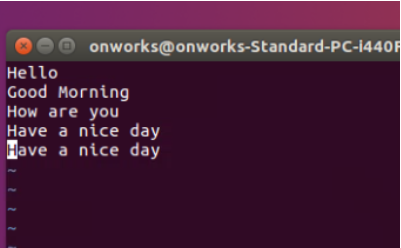 onworks@onworks-Standard-PC-i440F
Hello
Good Morning
How are you
Have a nice day
Have a nice day
~
~
~
~
~